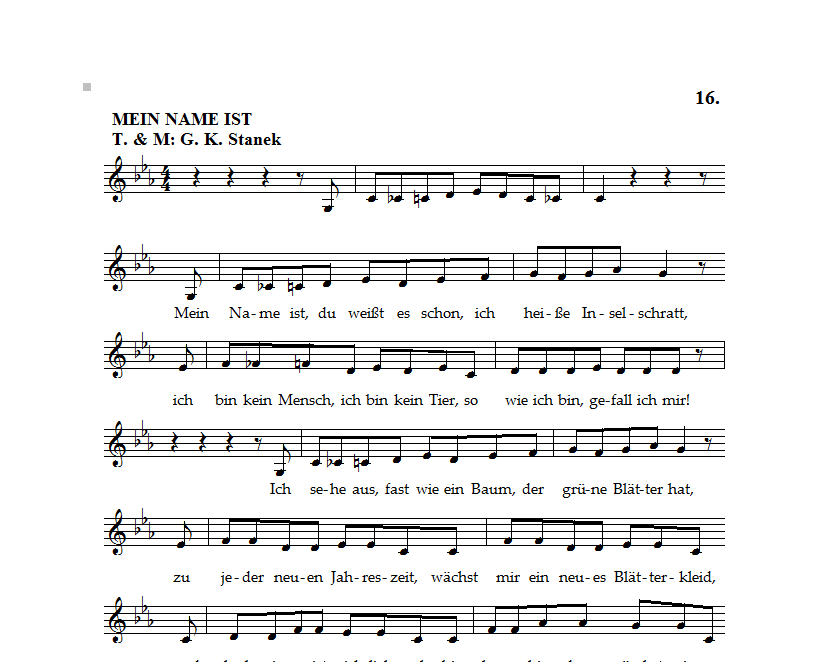 16.
MEIN NAME IST
T. & M: G. K. Stanek
Mein Na-me ist, du weißt es schon, ich hei-ße In-sel-schratt,
ich bin kein Mensch, ich bin kein Tier, so wie ich bin, ge-fall ich mir!
Ich se-he aus, fast wie ein Baum, der grü-ne Blät-ter hat,
zu je-der neu-en Jah-res-zeit, wächst mir ein neu-es Blät-ter-kleid,